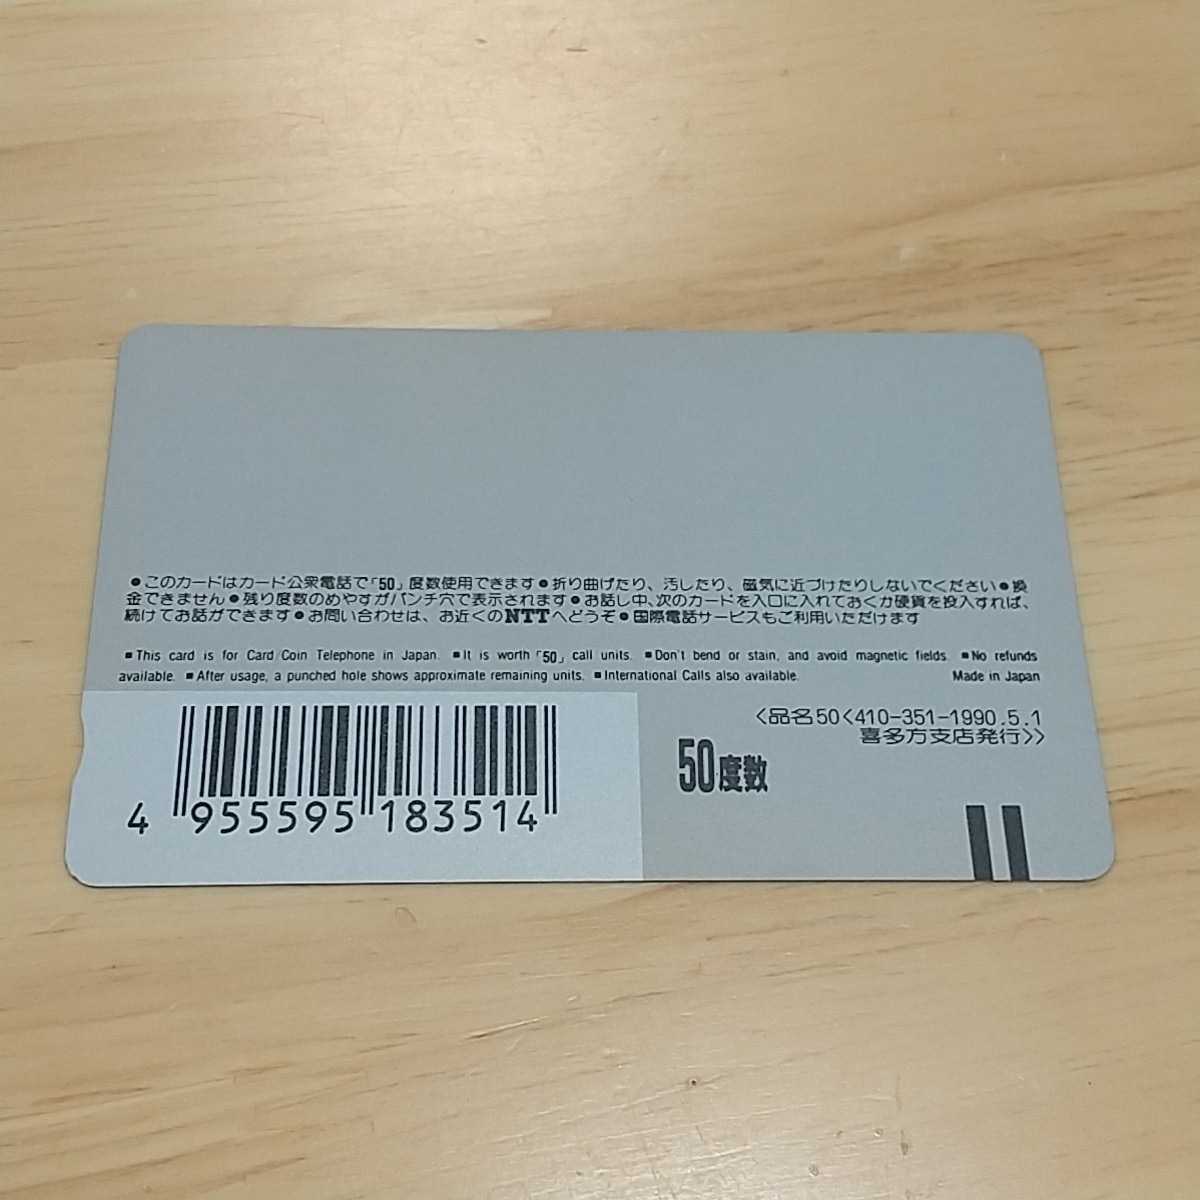 ●このカードはカード公衆電話で「50」度数使用できます●折り曲げたり、汚したり、磁気に近づけたりしないでください●換
金できません●残り度数のめやすがパンチ穴で表示されます●お話し中、次のカードを入口に入れておくか硬貨を投入すれば、
続けてお話ができます●お問い合わせは、お近くのNTTへどうぞ●国際電話サービスもご利用いただけます
■This card is for Card/Coin Telephone in Japan. ■It is worth「50」call units. ■Don't bend or stain, and avoid magnetic fields. ■No refunds
available. ■After usage, a punched hole shows approximate remaining units. ■International Calls also available. Made in Japan
〈品名50〈410-351-1990.5.1
喜多方支店発行〉〉
50度数
4 955595 183514